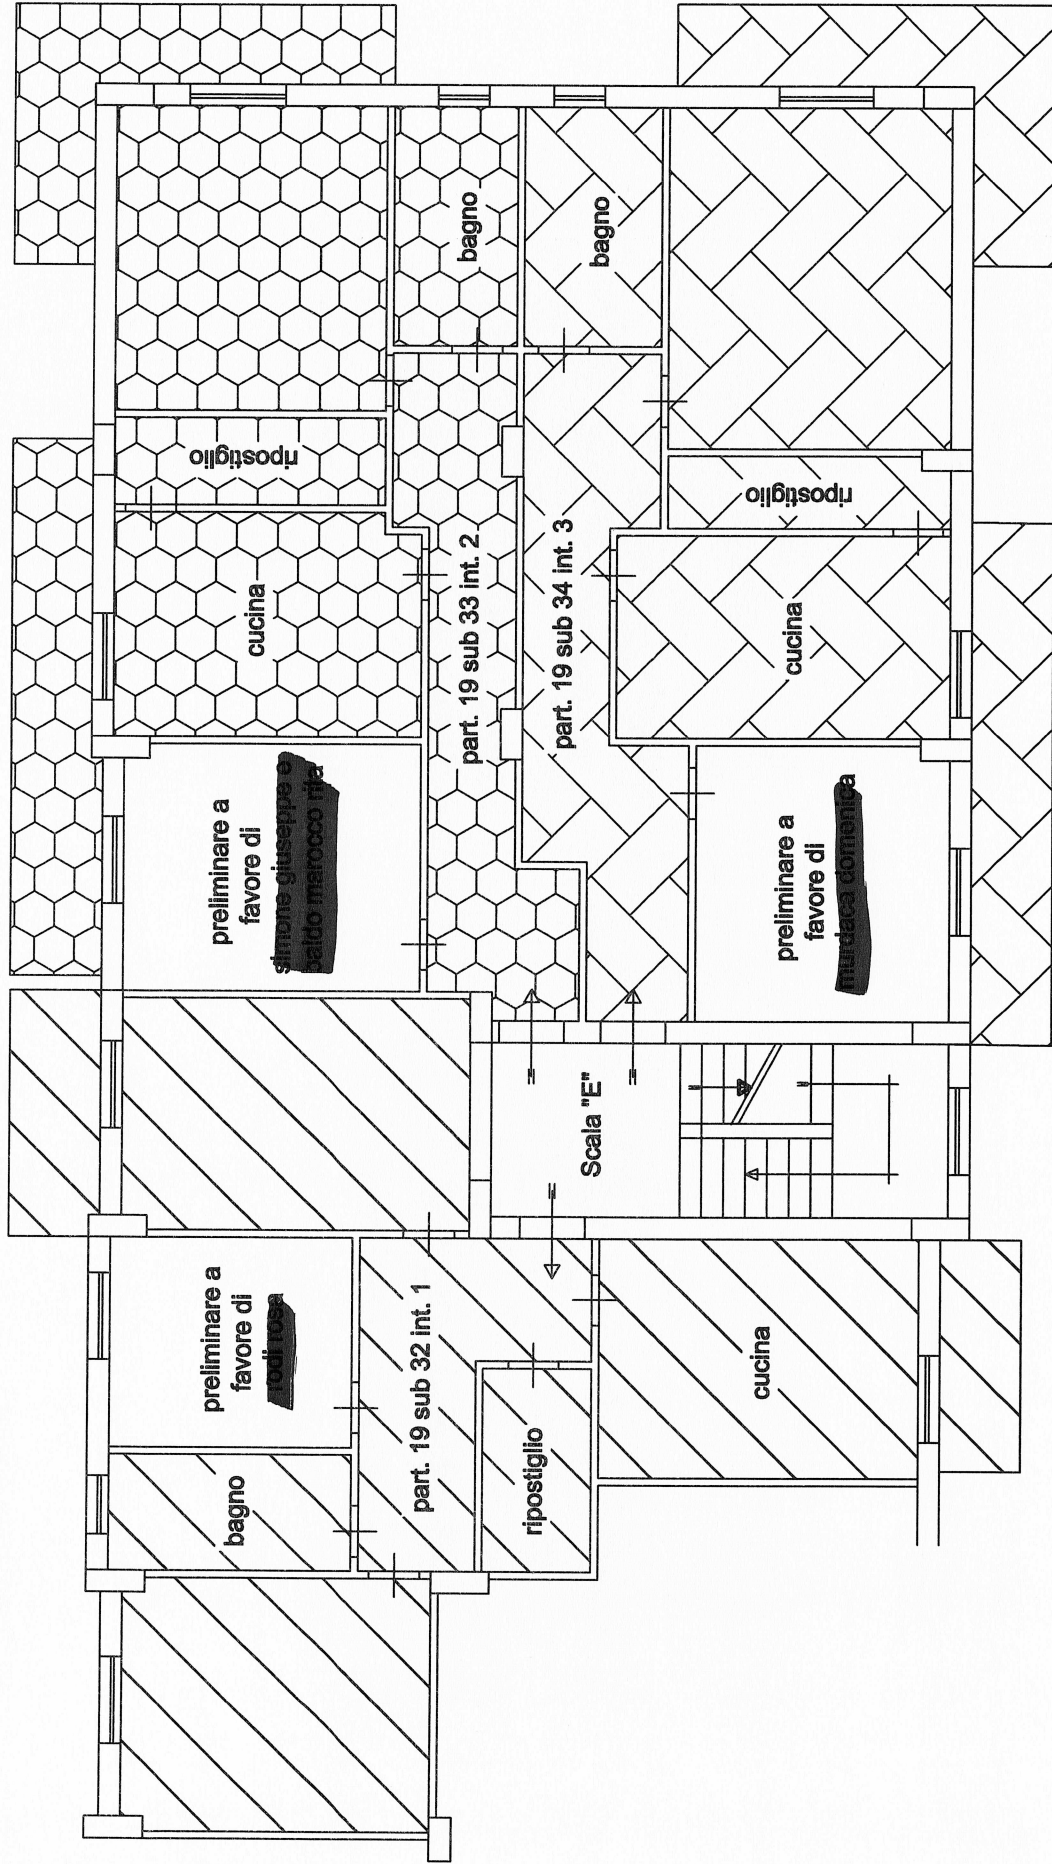 preliminare a
favore di
bagno
part. 19 sub 32 int. 1
ripostiglio
cucina
Scala "E"
preliminare a
favore di
cucina
ripostiglio
bagno
part. 19 sub 33 int. 2
part. 19 sub 34 int. 3
bagno
preliminare a
favore di
cucina
ripostiglio